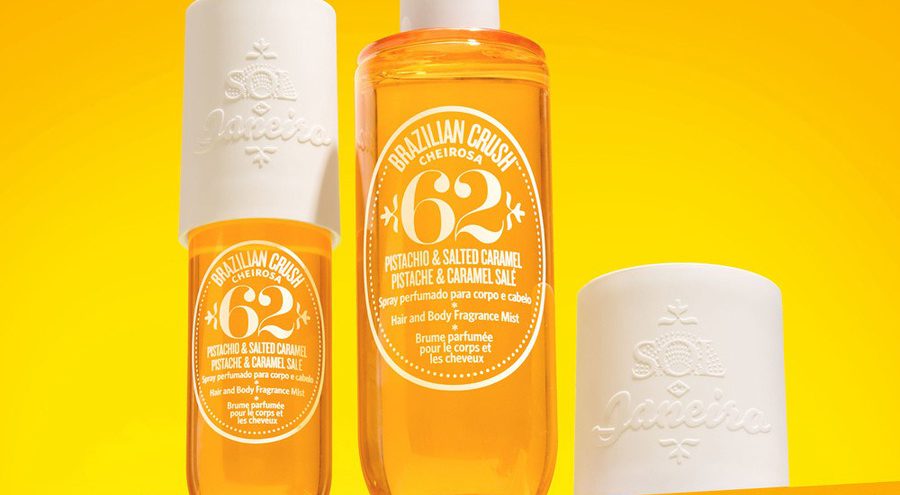 SOL
de
Janeiro
BRAZILIAN CRUSH
CHEIROSA
62
PISTACHIO & SALTED CARAMEL
PISTACHE & CARAMEL SALÉ
Spray perfumado para corpo e cabelo
*
Hair and Body Fragrance Mist
*
Brume parfumée
pour le corps et
les cheveux
BRAZILIAN CRUSH
CHEIROSA
62
PISTACHIO & SALTED CARAMEL
PISTACHE & CARAMEL SALÉ
Spray perfumado para corpo e cabelo
*
Hair and Body Fragrance Mist
*
Brume parfumée
pour le corps et
les cheveux
SOL
de
Janeiro